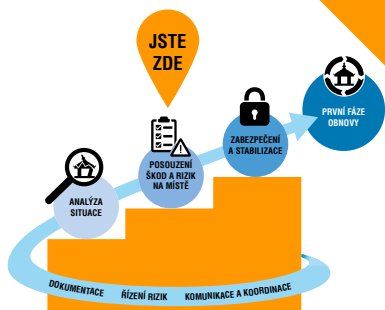 JSTE
ZDE
PRVNÍ FÁZE
OBNOVY
ZABEZPEČENÍ
A STABILIZACE
POSOUZENÍ
ŠKOD A RIZIK
NA MÍSTĚ
ANALÝZA
SITUACE
DOKUMENTACE ŘÍZENÍ RIZIK KOMUNIKACE A KOORDINACE